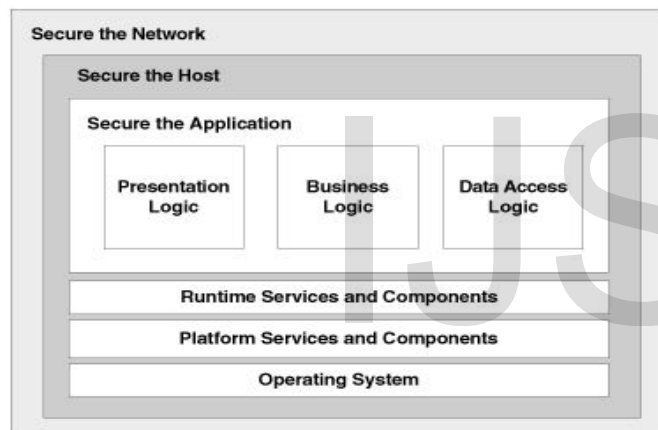 Secure the Network
Secure the Host
Secure the Application
Presentation
Logic
Business
Logic
Data Access
Logic
Runtime Services and Components
Platform Services and Components
Operating System
IJS